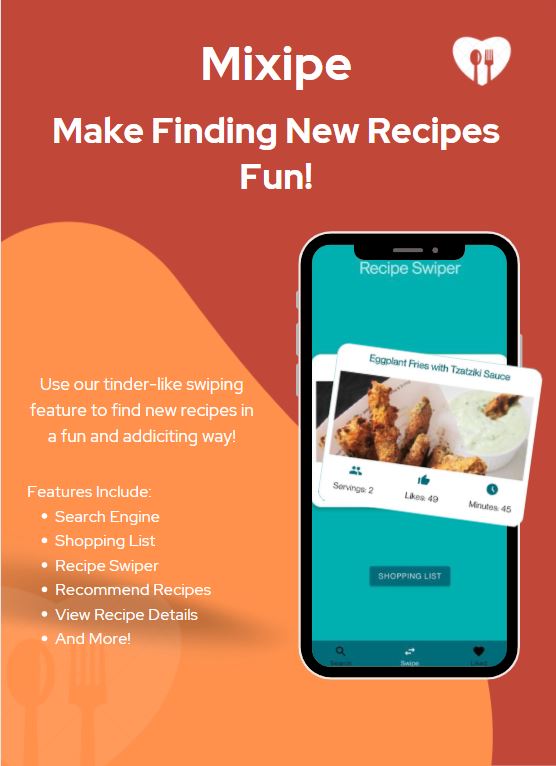 Mixipe
Make Finding New Recipes
Fun!
Use our tinder-like swiping
feature to find new recipes in
a fun and addiciting way!
Features Include:
Search Engine
Shopping List
Recipe Swiper
Recommend Recipes
View Recipe Details
And More!
Recipe Swiper
Eggplant Fries with Tzatziki Sauce
Servings: 2
Likes: 49
Minutes: 45
SHOPPING LIST
Search
Swipe
Liked